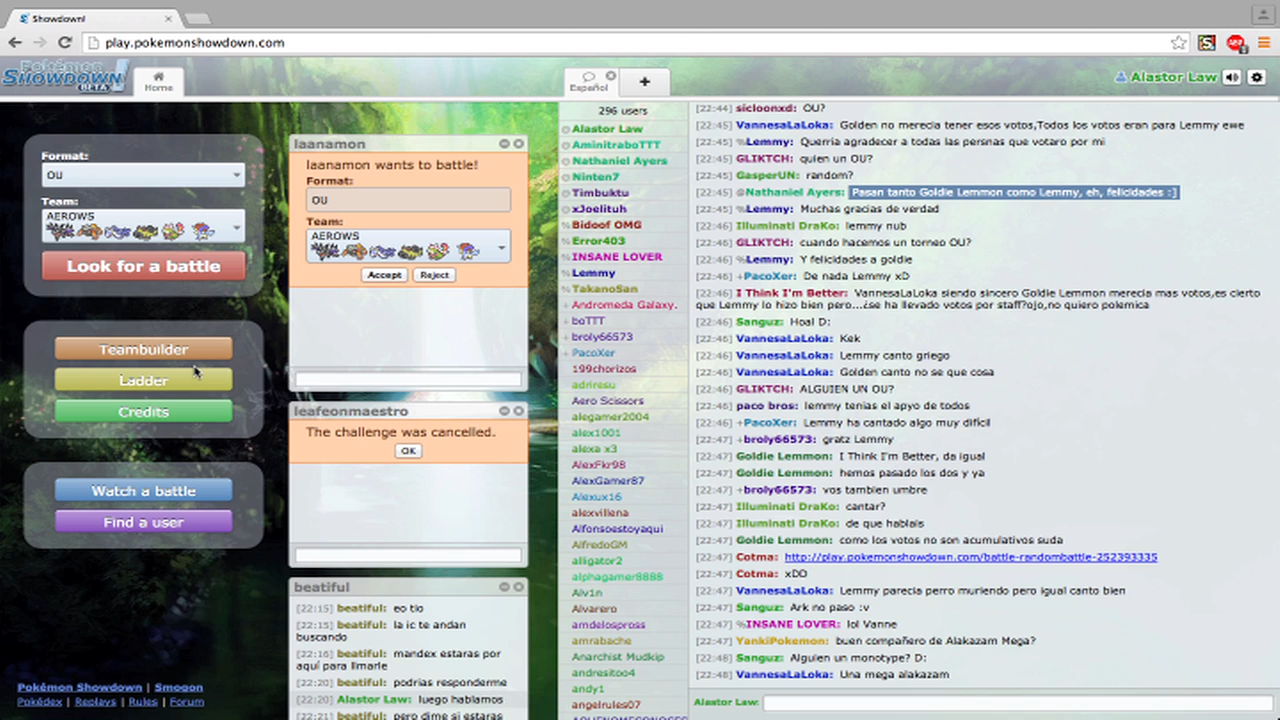 Showdown!
play.pokemonshowdown.com
Pokémon
SHOWDOWN!
BETA
Home
Español
Alastor Law
Format:
OU
Team:
AEROWS
Look for a battle
Teambuilder
Ladder
Credits
Watch a battle
Find a user
Pokémon Showdown | Smogon
Pokédex | Replays | Rules | Forum
laanamon
laanamon wants to battle!
Format:
OU
Team:
AEROWS
Accept Reject
leafeonmaestro
The challenge was cancelled.
OK
beatiful
[22:15] beatiful: eo tio
[22:15] beatiful: la ic te andan
buscando
[22:16] beatiful: mandex estaras por
aquí para llmarle
[22:20] beatiful: podrias responderme
[22:20] Alastor Law: luego hablamos
[22:21] beatiful: pero dime si estaras
296 users
Alastor Law
AminitraboTTT
Nathaniel Ayers
Ninten7
Timbuktu
xJoelituh
%Bidoof OMG
%Error403
%INSANE LOVER
%Lemmy
%TakanoSan
+Andromeda Galaxy.
+boTTT
+broly66573
+PacoXer
199chorizos
adriresu
Aero Scissors
alegamer2004
alex1001
alexa x3
AlexFkr98
AlexGamer87
Alexux16
alexvillena
Alfonsoestoyaqui
AlfredoGM
alligator2
alphagamer8888
Alv1n
Alvarero
amdelospross
amrabache
Anarchist Mudkip
andresitoo4
andy1
angelrules07
[22:44] sicloonxd: OU?
[22:45] VannesaLaLoka: Golden no merecia tener esos votos,Todos los votos eran para Lemmy ewe
[22:45] %Lemmy: Querria agradecer a todas las persnas que votaro por mi
[22:45] GLIKTCH: quien un OU?
[22:45] GasperUN: random?
[22:45] @Nathaniel Ayers: Pasan tanto Goldie Lemmon como Lemmy, eh, felicidades :]
[22:45] %Lemmy: Muchas gracias de verdad
[22:46] Illuminati DraKo: lemmy nub
[22:46] GLIKTCH: cuando hacemos un torneo OU?
[22:46] %Lemmy: Y felicidades a goldie
[22:46] +PacoXer: De nada Lemmy xD
[22:46] I Think I'm Better: VannesaLaLoka siendo sincero Goldie Lemmon merecia mas votos,es cierto
que Lemmy lo hizo bien pero...¿se ha llevado votos por staff?ojo,no quiero polemica
[22:46] Sanguz: Hoal D:
[22:46] VannesaLaLoka: Kek
[22:46] VannesaLaLoka: Lemmy canto griego
[22:46] VannesaLaLoka: Golden canto no se que cosa
[22:46] GLIKTCH: ALGUIEN UN OU?
[22:46] paco bros: lemmy tenias el apoyo de todos
[22:46] +PacoXer: Lemmy ha cantado algo muy difícil
[22:47] +broly66573: gratz Lemmy
[22:47] Goldie Lemmon: I Think I'm Better, da igual
[22:47] Goldie Lemmon: hemos pasado los dos y ya
[22:47] +broly66573: vos tambien umbre
[22:47] Illuminati DraKo: cantar?
[22:47] Illuminati DraKo: de que hablais
[22:47] Goldie Lemmon: como los votos no son acumulativos suda
[22:47] Cotma: http://play.pokemonshowdown.com/battle-randombattle-252393335
[22:47] Cotma: xDD
[22:47] VannesaLaLoka: Lemmy parecia perro muriendo pero igual canto bien
[22:47] Sanguz: Ark no paso :v
[22:47] %INSANE LOVER: lol Vanne
[22:47] YankiPokemon: buen compañero de Alakazam Mega?
[22:48] Sanguz: Alguien un monotype? D:
[22:48] VannesaLaLoka: Una mega alakazam
Alastor Law: